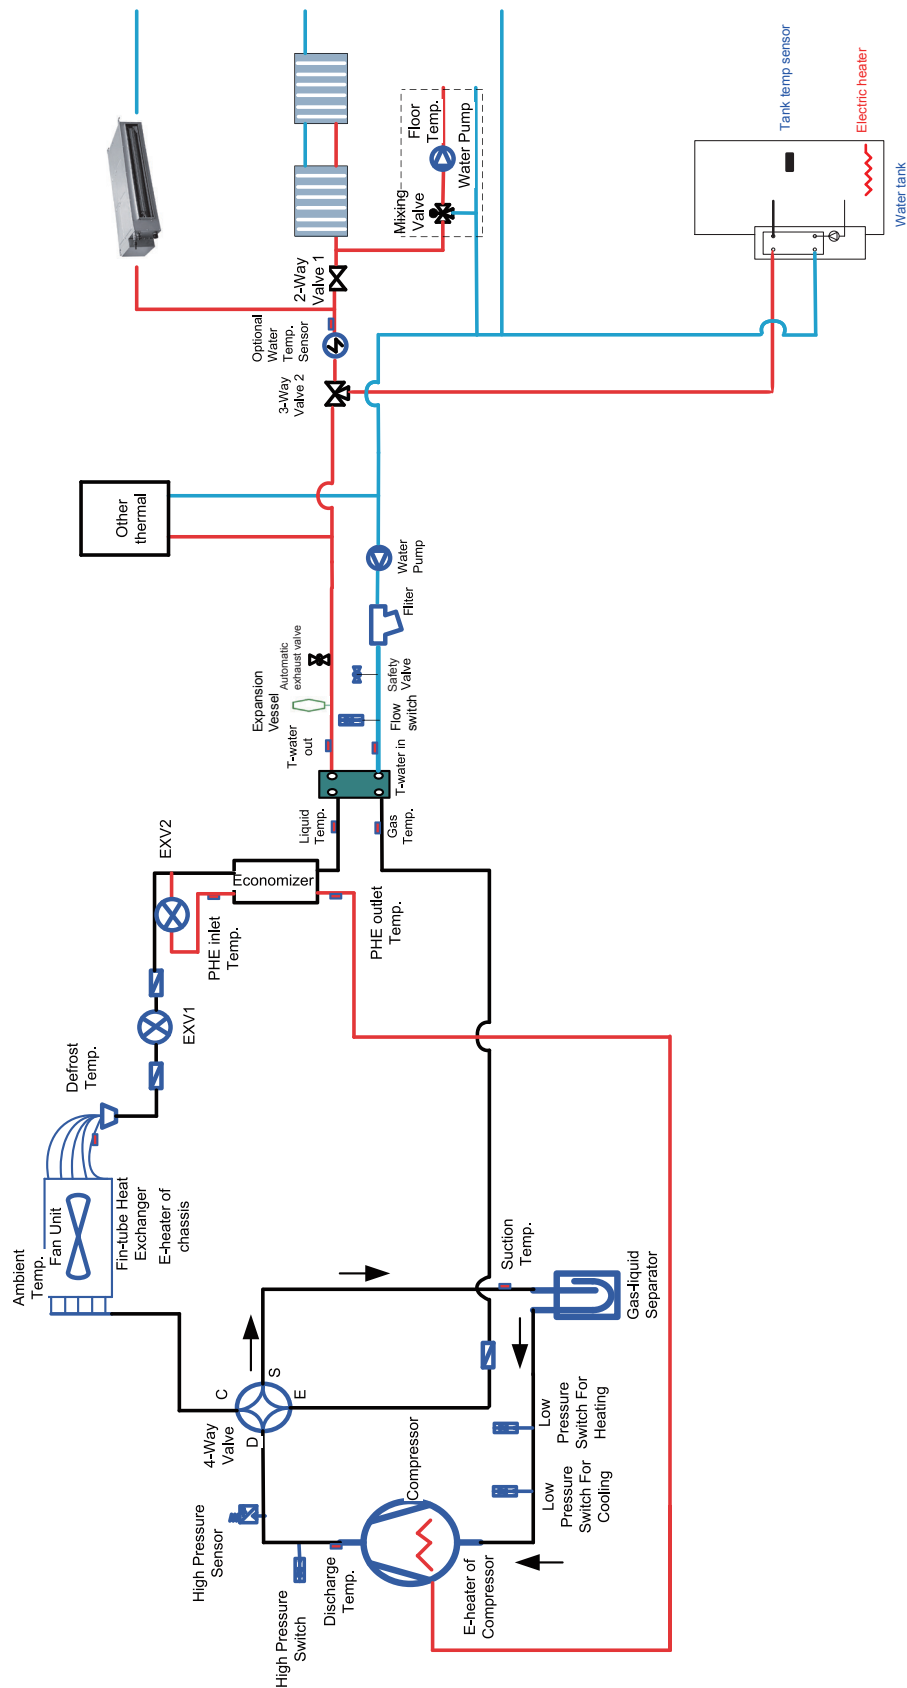 Tank temp sensor
Electric heater
Water tank
Floor
Temp.
Water Pump
Mixing
Valve
2-Way
Valve 1
Optional
Water
Temp.
Sensor
3-Way
Valve 2
Other
thermal
Water
Pump
Fliter
Automatic
exhaust valve
Safety
Valve
Expansion
Vessel
Flow
switch
T-water
out
T-water in
Liquid
Temp.
Gas
Temp.
EXV2
Economizer
PHE inlet
Temp.
PHE outlet
Temp.
EXV1
Defrost
Temp.
Ambient
Temp.
Fan Unit
Fin-tube Heat
Exchanger
E-heater of
chassis
Suction
Temp.
Gas-liquid
Separator
4-Way
Valve
C
S
D
E
Low
Pressure
Switch For
Heating
Low
Pressure
Switch For
Cooling
Compressor
High Pressure
Sensor
High Pressure
Switch
Discharge
Temp.
E-heater of
Compressor